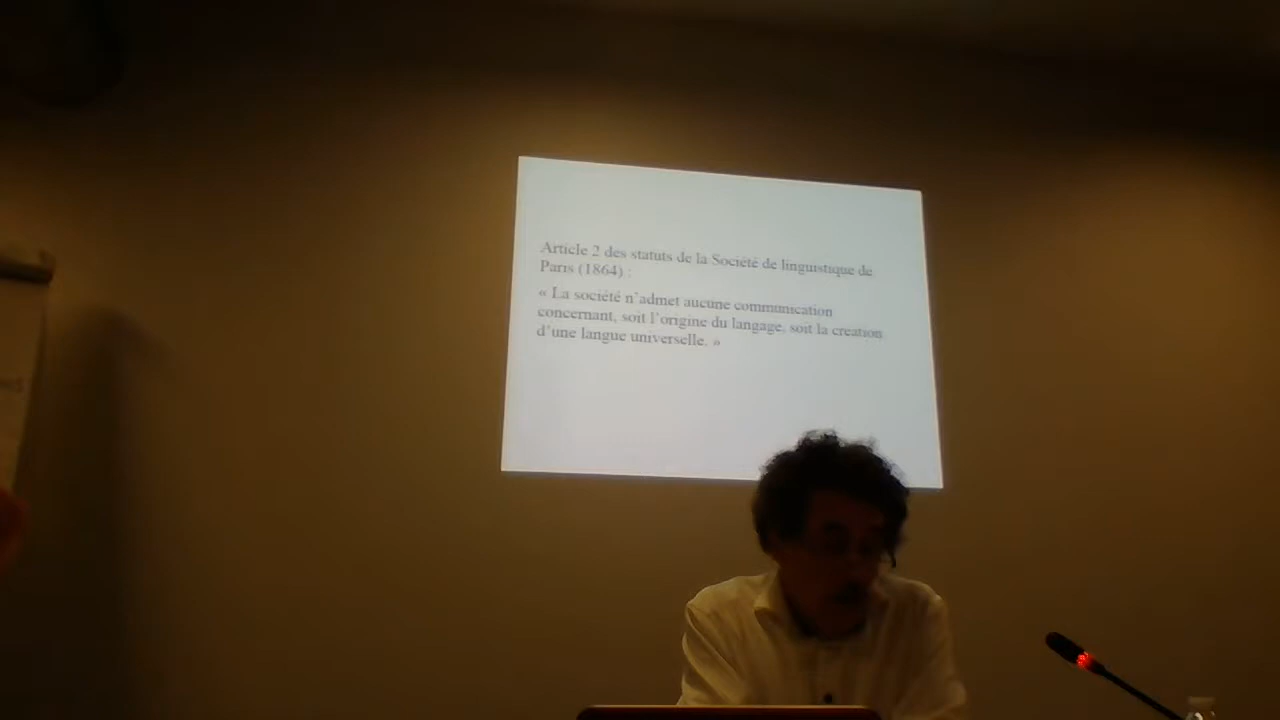 Article 2 des statuts de la Société de linguistique de
Paris (1864) :
« La société n’admet aucune communication
concernant, soit l’origine du langage, soit la création
d’une langue universelle. »